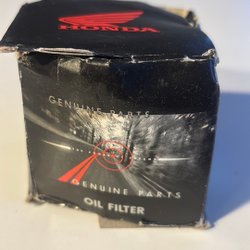 HONDA
GENUINE PARTS
GENUINE PARTS
OIL FILTER